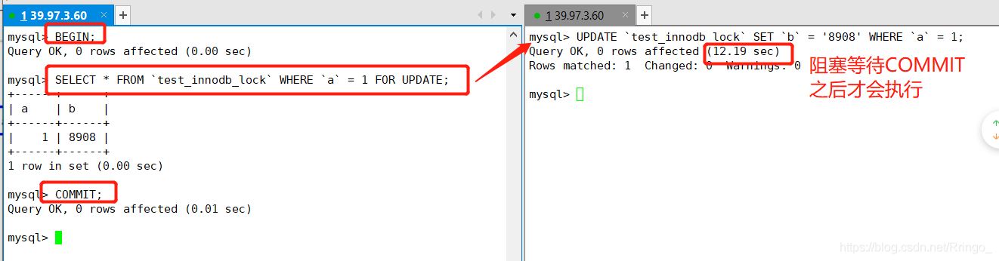 1 39.97.3.60 × +
mysql> BEGIN;
Query OK, 0 rows affected (0.00 sec)
mysql> SELECT * FROM `test_innodb_lock` WHERE `a` = 1 FOR UPDATE;
+------+------+
| a    | b    |
+------+------+
|    1 | 8908 |
+------+------+
1 row in set (0.00 sec)
mysql> COMMIT;
Query OK, 0 rows affected (0.01 sec)
mysql>
1 39.97.3.60 × +
mysql> UPDATE `test_innodb_lock` SET `b` = '8908' WHERE `a` = 1;
Query OK, 0 rows affected (12.19 sec)
Rows matched: 1  Changed: 0  Warnings: 0
mysql>
阻塞等待COMMIT
之后才会执行
https://blog.csdn.net/Rringo_